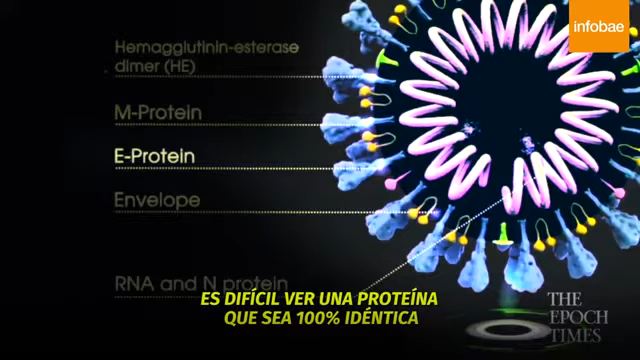 infobae
Hemagglutinin-esterase
dimer (HE)
M-Protein
E-Protein
Envelope
RNA and N protein
ES DIFÍCIL VER UNA PROTEÍNA
QUE SEA 100% IDÉNTICA
THE
EPOCH
TIMES